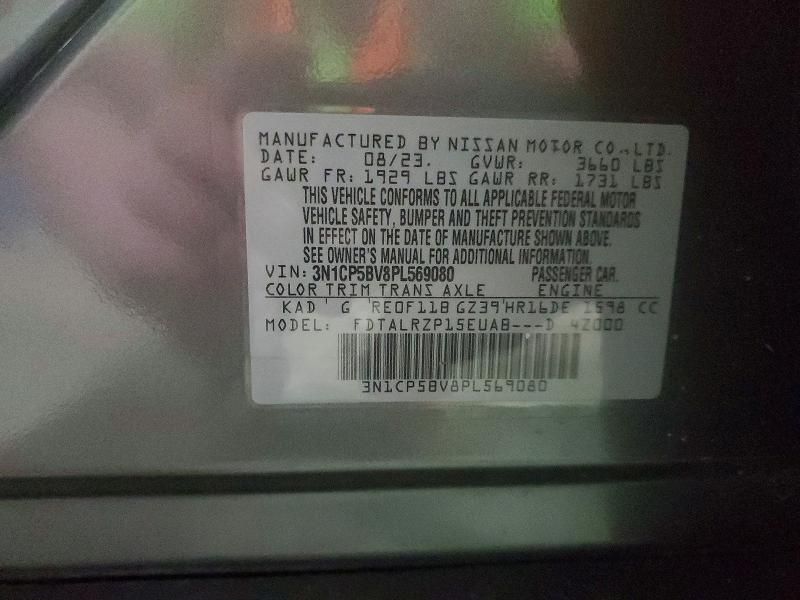 MANUFACTURED BY NISSAN MOTOR CO.,LTD.
DATE: 08/23. GVWR: 3660 LBS
GAWR FR: 1929 LBS GAWR RR: 1731 LBS
THIS VEHICLE CONFORMS TO ALL APPLICABLE FEDERAL MOTOR
VEHICLE SAFETY, BUMPER AND THEFT PREVENTION STANDARDS
IN EFFECT ON THE DATE OF MANUFACTURE SHOWN ABOVE.
SEE OWNER'S MANUAL FOR ADDITIONAL INFORMATION.
VIN: 3N1CP5BV8PL569080 PASSENGER CAR.
COLOR TRIM TRANS AXLE ENGINE
KAD ' G ' RE0F11B GZ39'HR16DE 1598 CC
MODEL: FDTALRZP15EUAB---D 4Z000
3N1CP5BV8PL569080